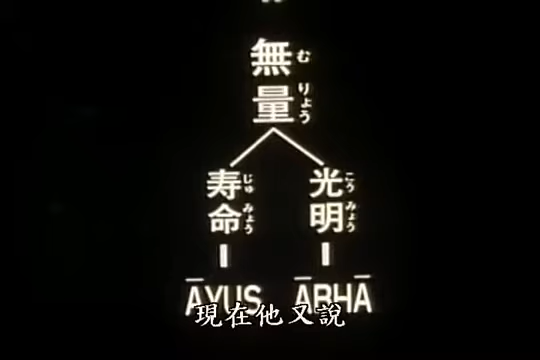 無量
むりょう
寿命
じゅみょう
光明
こうみょう
ĀYUS ĀBHĀ
現在他又說